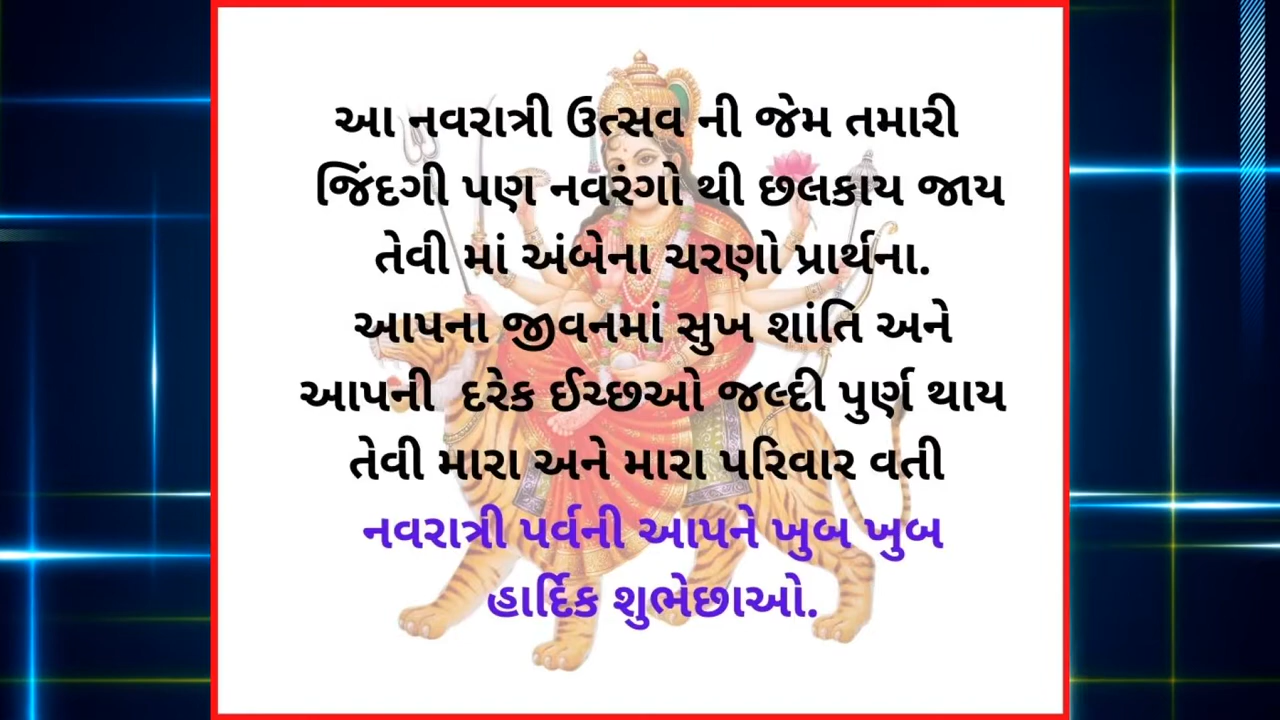 આ નવરાત્રી ઉત્સવ ની જેમ તમારી
જિંદગી પણ નવરંગો થી છલકાય જાય
તેવી માં અંબેના ચરણો પ્રાર્થના.
આપના જીવનમાં સુખ શાંતિ અને
આપની દરેક ઈચ્છઓ જલ્દી પુર્ણ થાય
તેવી મારા અને મારા પરિવાર વતી
નવરાત્રી પર્વની આપને ખુબ ખુબ
હાર્દિક શુભેછાઓ.